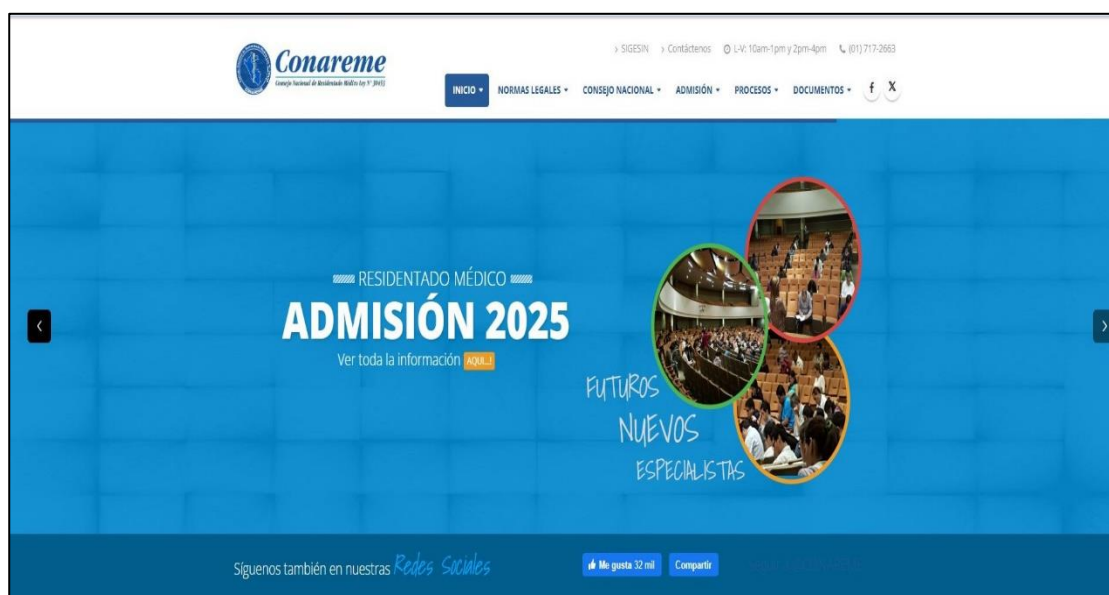 > SIGESIN > Contáctenos L-V: 10am-1pm y 2pm-4pm (01) 717-2663
Conareme
Consejo Nacional de Residentado Médico Ley N° 30453
INICIO NORMAS LEGALES CONSEJO NACIONAL ADMISIÓN PROCESOS DOCUMENTOS f X
RESIDENTADO MÉDICO
ADMISIÓN 2025
Ver toda la información AQUI...!
FUTUROS
NUEVOS
ESPECIALISTAS
Síguenos también en nuestras Redes Sociales Me gusta 32 mil Compartir